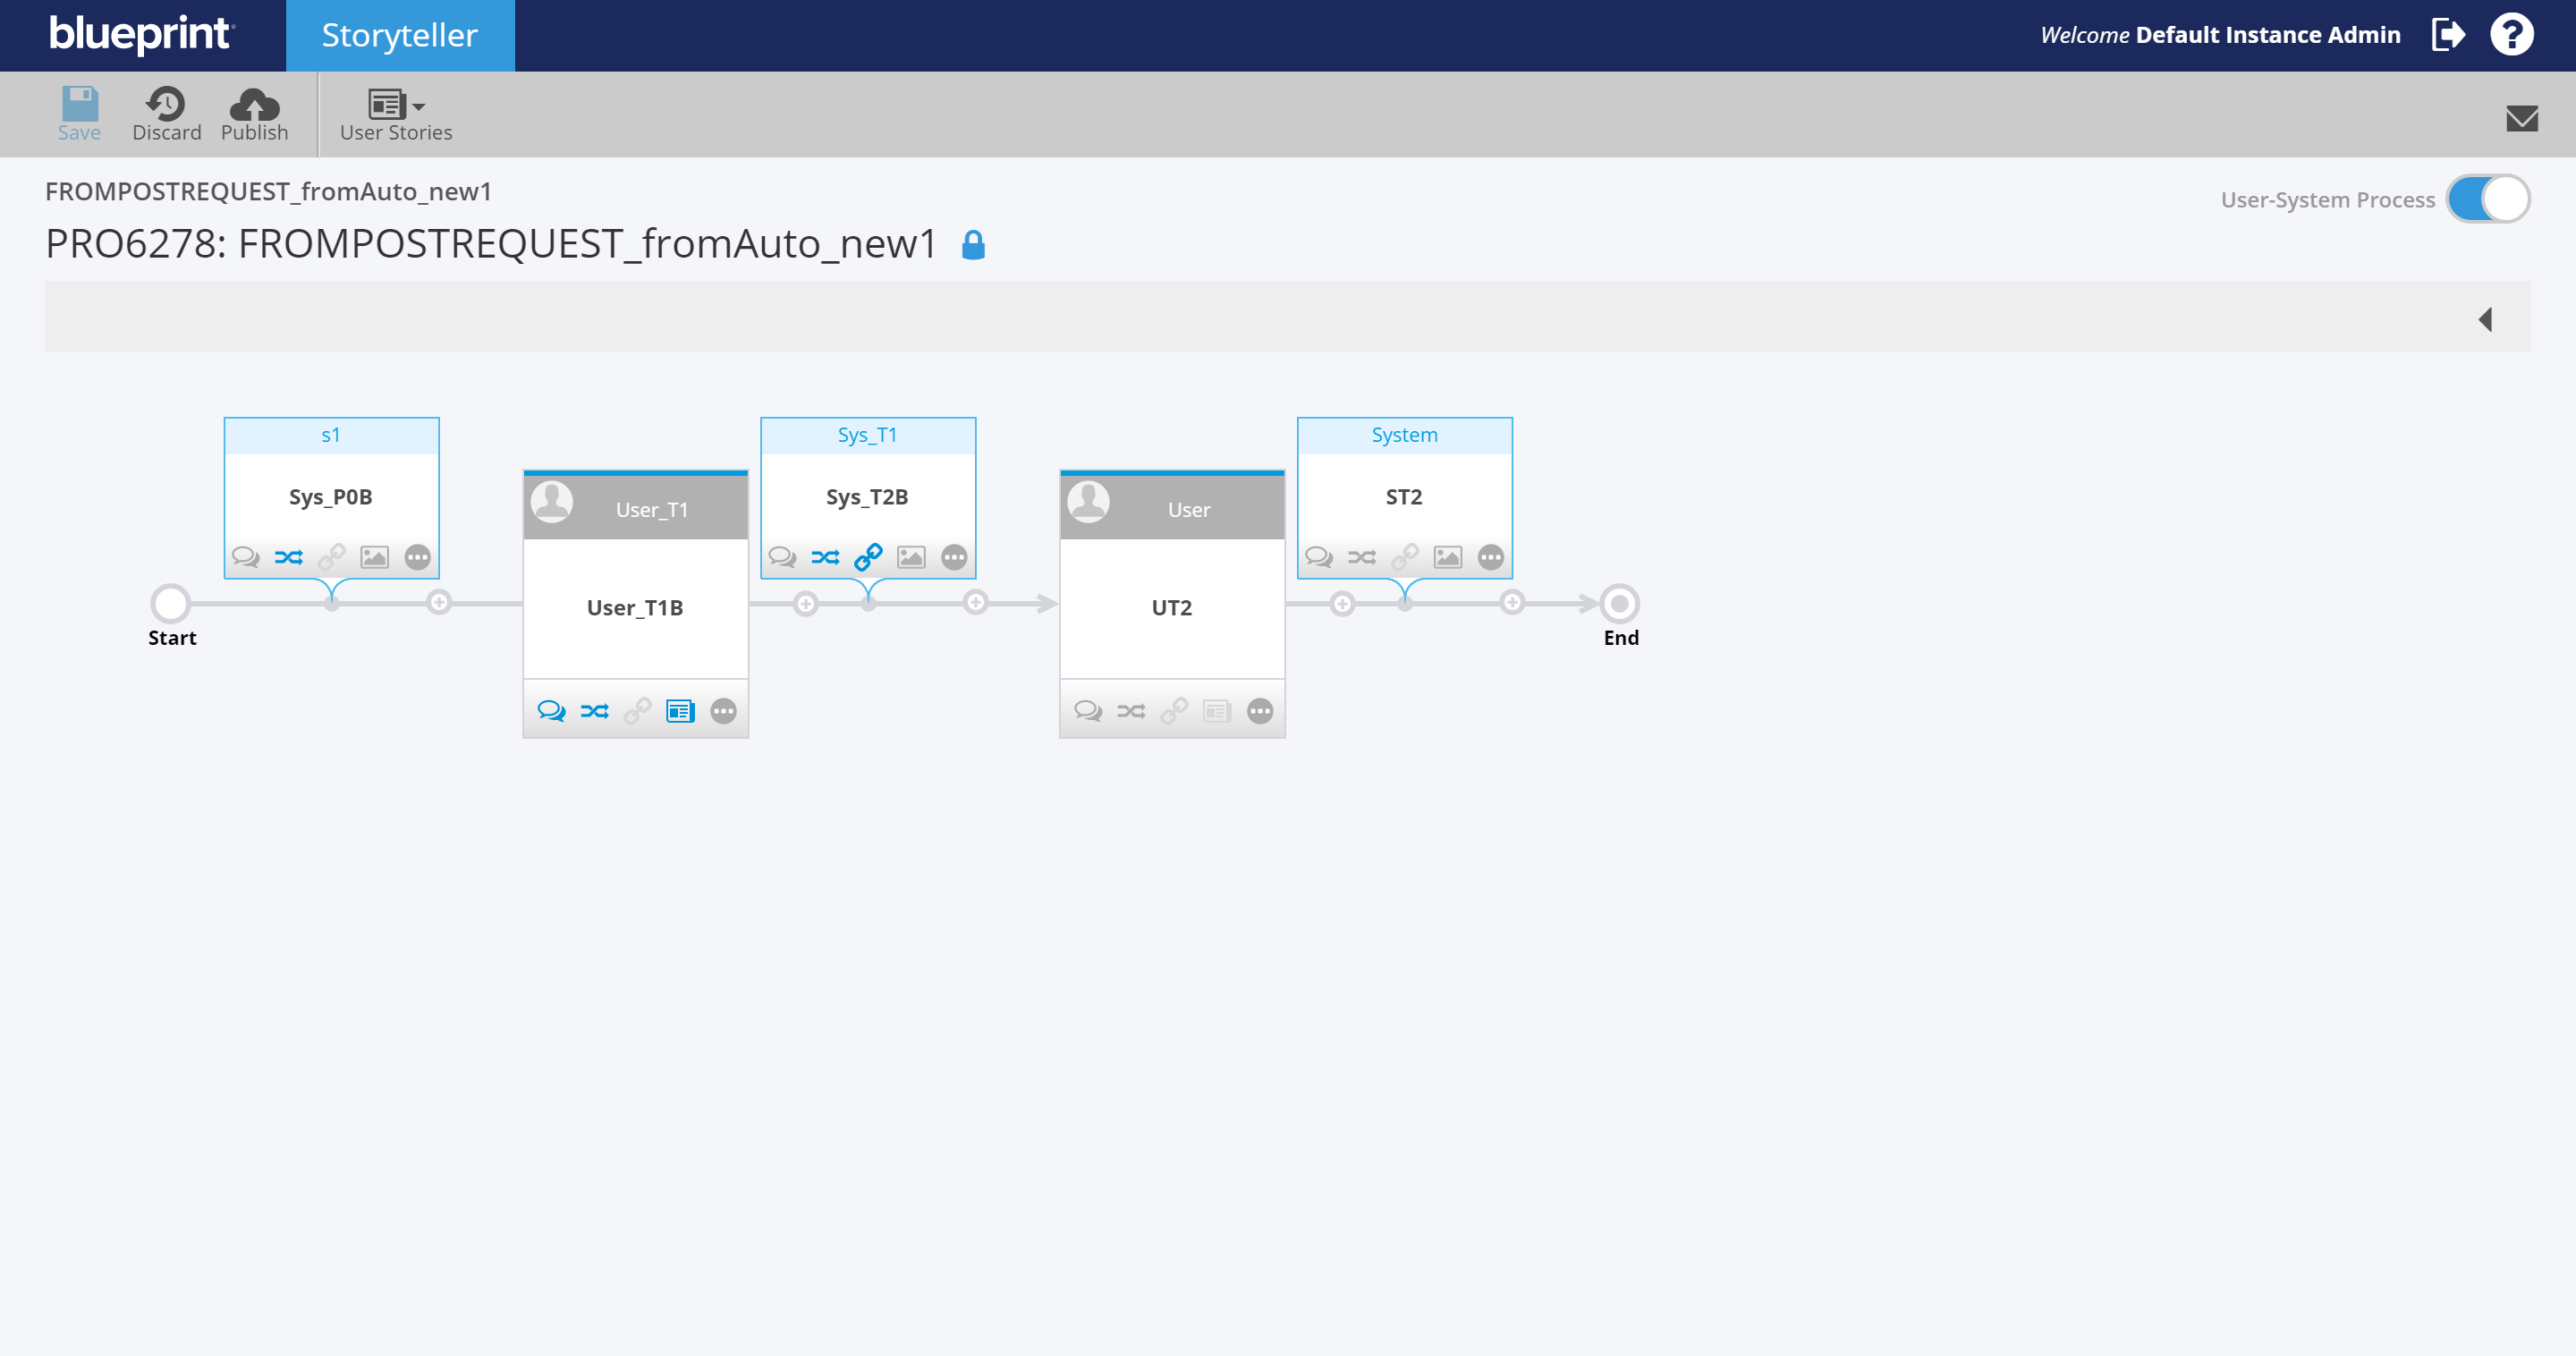 blueprint
Storyteller
Welcome Default Instance Admin
Save
Discard
Publish
User Stories
FROMPOSTREQUEST_fromAuto_new1
User-System Process
PRO6278: FROMPOSTREQUEST_fromAuto_new1
s1
Sys_P0B
Sys_T1
Sys_T2B
System
ST2
User_T1
User_T1B
User
UT2
Start
End